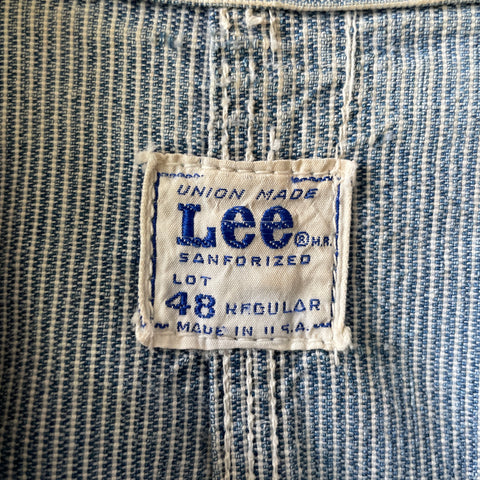 UNION MADE
Lee® M.R.
SANFORIZED
LOT
48 REGULAR
MADE IN U.S.A.